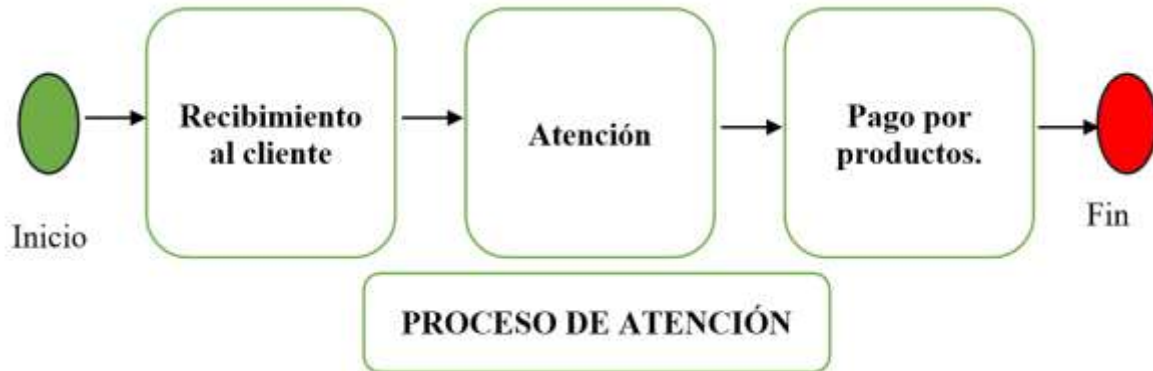 Inicio
Recibimiento
al cliente
Atención
Pago por
productos.
Fin
PROCESO DE ATENCIÓN